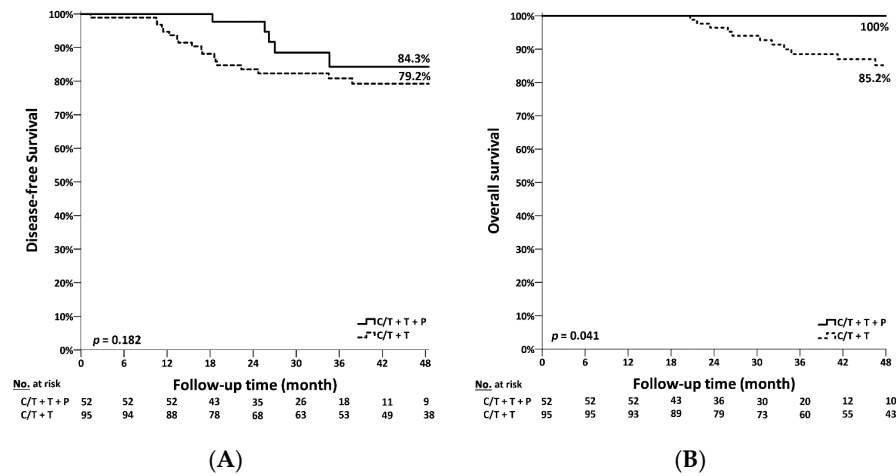 100%
90%
80%
70%
60%
50%
40%
30%
20%
10%
0%
Disease-free Survival
84.3%
79.2%
C/T + T + P
C/T + T
p = 0.182
0 6 12 18 24 30 36 42 48
Follow-up time (month)
No. at risk
C/T + T + P 52 52 52 43 35 26 18 11 9
C/T + T 95 94 88 78 68 63 53 49 38
(A)
100%
90%
80%
70%
60%
50%
40%
30%
20%
10%
0%
Overall survival
100%
85.2%
C/T + T + P
C/T + T
p = 0.041
0 6 12 18 24 30 36 42 48
Follow-up time (month)
No. at risk
C/T + T + P 52 52 52 43 36 30 20 12 10
C/T + T 95 95 93 89 79 73 60 55 43
(B)